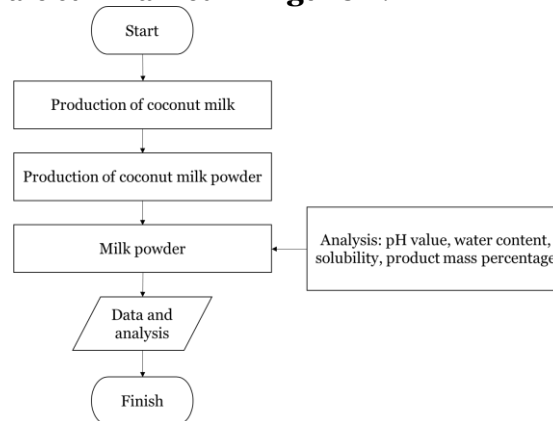 Start
Production of coconut milk
Production of coconut milk powder
Milk powder
Analysis: pH value, water content,
solubility, product mass percentage
Data and
analysis
Finish